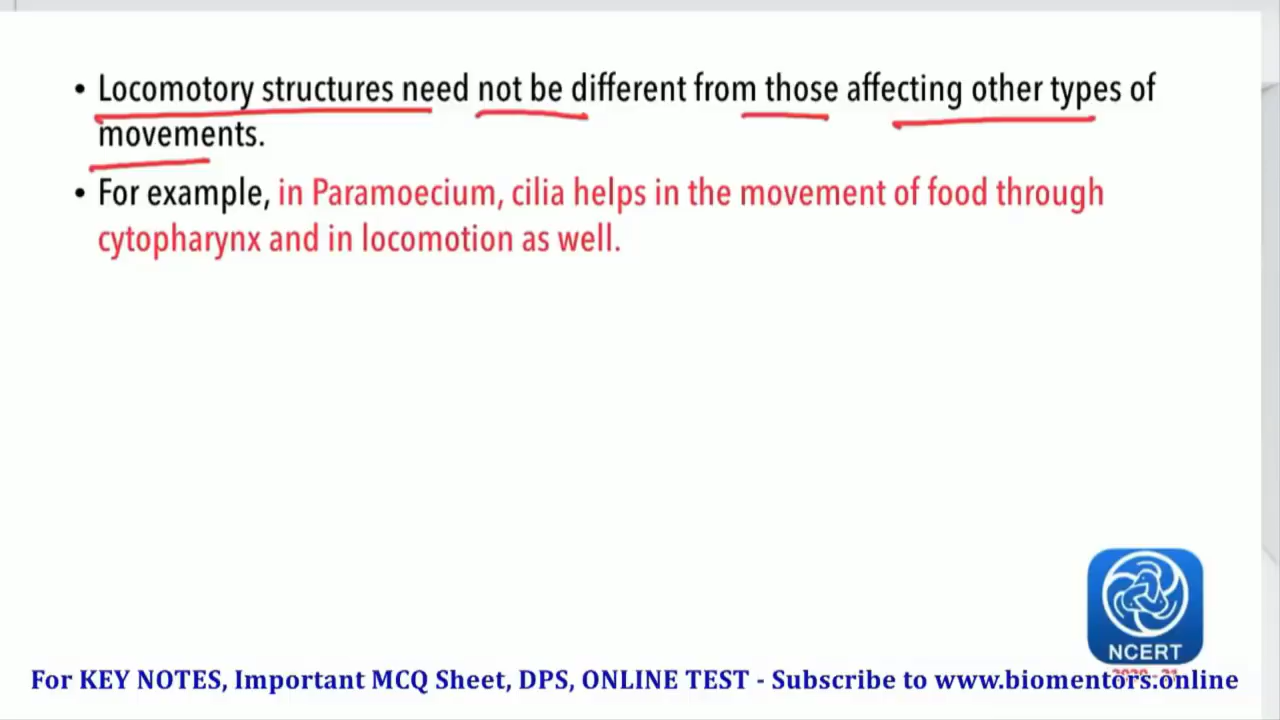 • Locomotory structures need not be different from those affecting other types of
movements.
• For example, in Paramoecium, cilia helps in the movement of food through
cytopharynx and in locomotion as well.
NCERT
2020-21
For KEY NOTES, Important MCQ Sheet, DPS, ONLINE TEST - Subscribe to www.biomentors.online